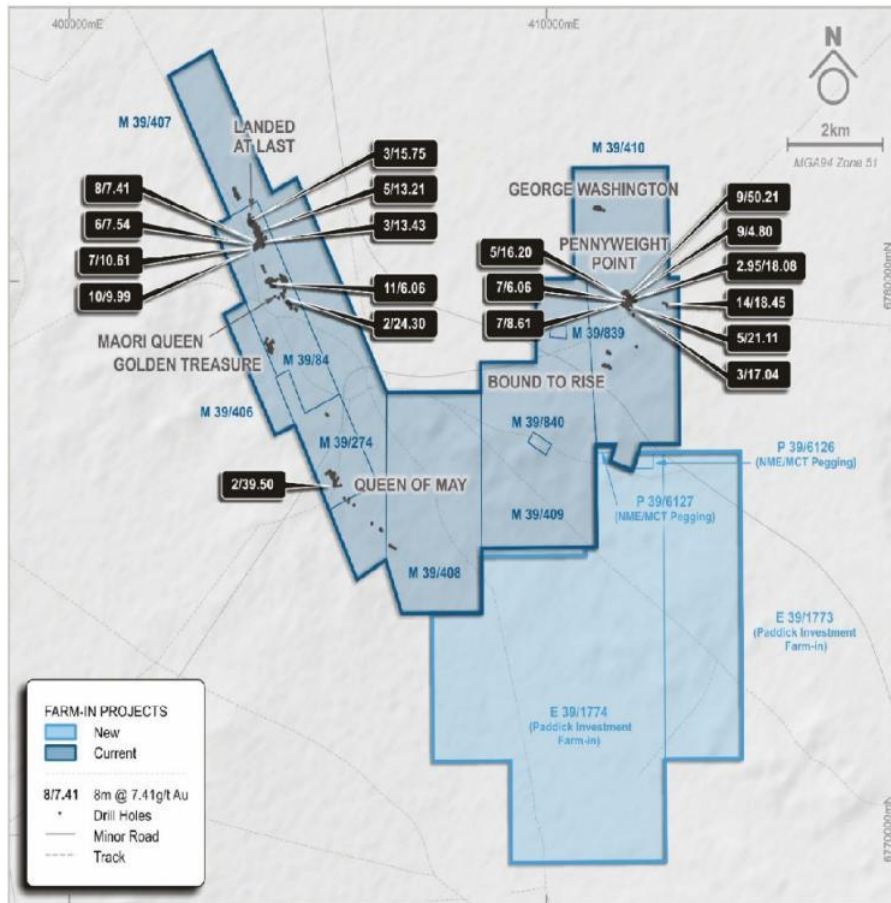 400000mE
410000mE
N
2km
MGA94 Zone 51
M 39/407
LANDED
AT LAST
3/15.75
5/13.21
3/13.43
8/7.41
6/7.54
7/10.61
10/9.99
11/6.06
2/24.30
MAORI QUEEN
GOLDEN TREASURE
M 39/84
M 39/406
M 39/274
2/39.50
QUEEN OF MAY
M 39/408
M 39/410
GEORGE WASHINGTON
PENNYWEIGHT
POINT
9/50.21
9/4.80
2.95/18.08
14/18.45
5/21.11
3/17.04
5/16.20
7/6.06
7/8.61
6780000mN
M 39/839
BOUND TO RISE
M 39/840
M 39/409
P 39/6126
(NME/MCT Pegging)
P 39/6127
(NME/MCT Pegging)
E 39/1773
(Paddick Investment
Farm-in)
E 39/1774
(Paddick Investment
Farm-in)
6770000mN
FARM-IN PROJECTS
New
Current
8/7.41 8m @ 7.41g/t Au
Drill Holes
Minor Road
Track